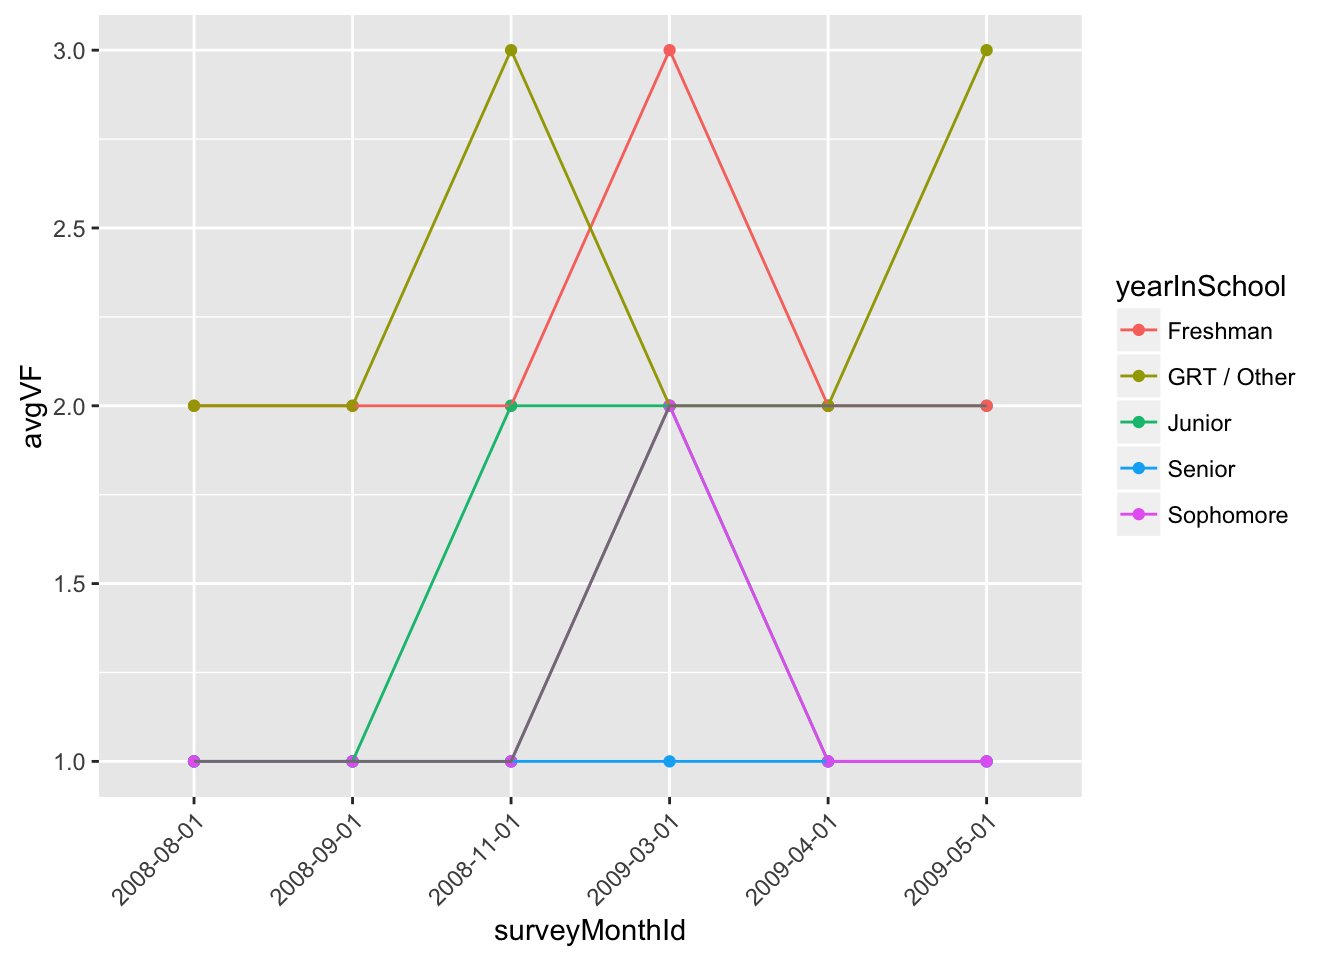 3.0
2.5
2.0
1.5
1.0
avgVF
2008-08-01
2008-09-01
2008-11-01
2009-03-01
2009-04-01
2009-05-01
surveyMonthId
yearInSchool
Freshman
GRT / Other
Junior
Senior
Sophomore